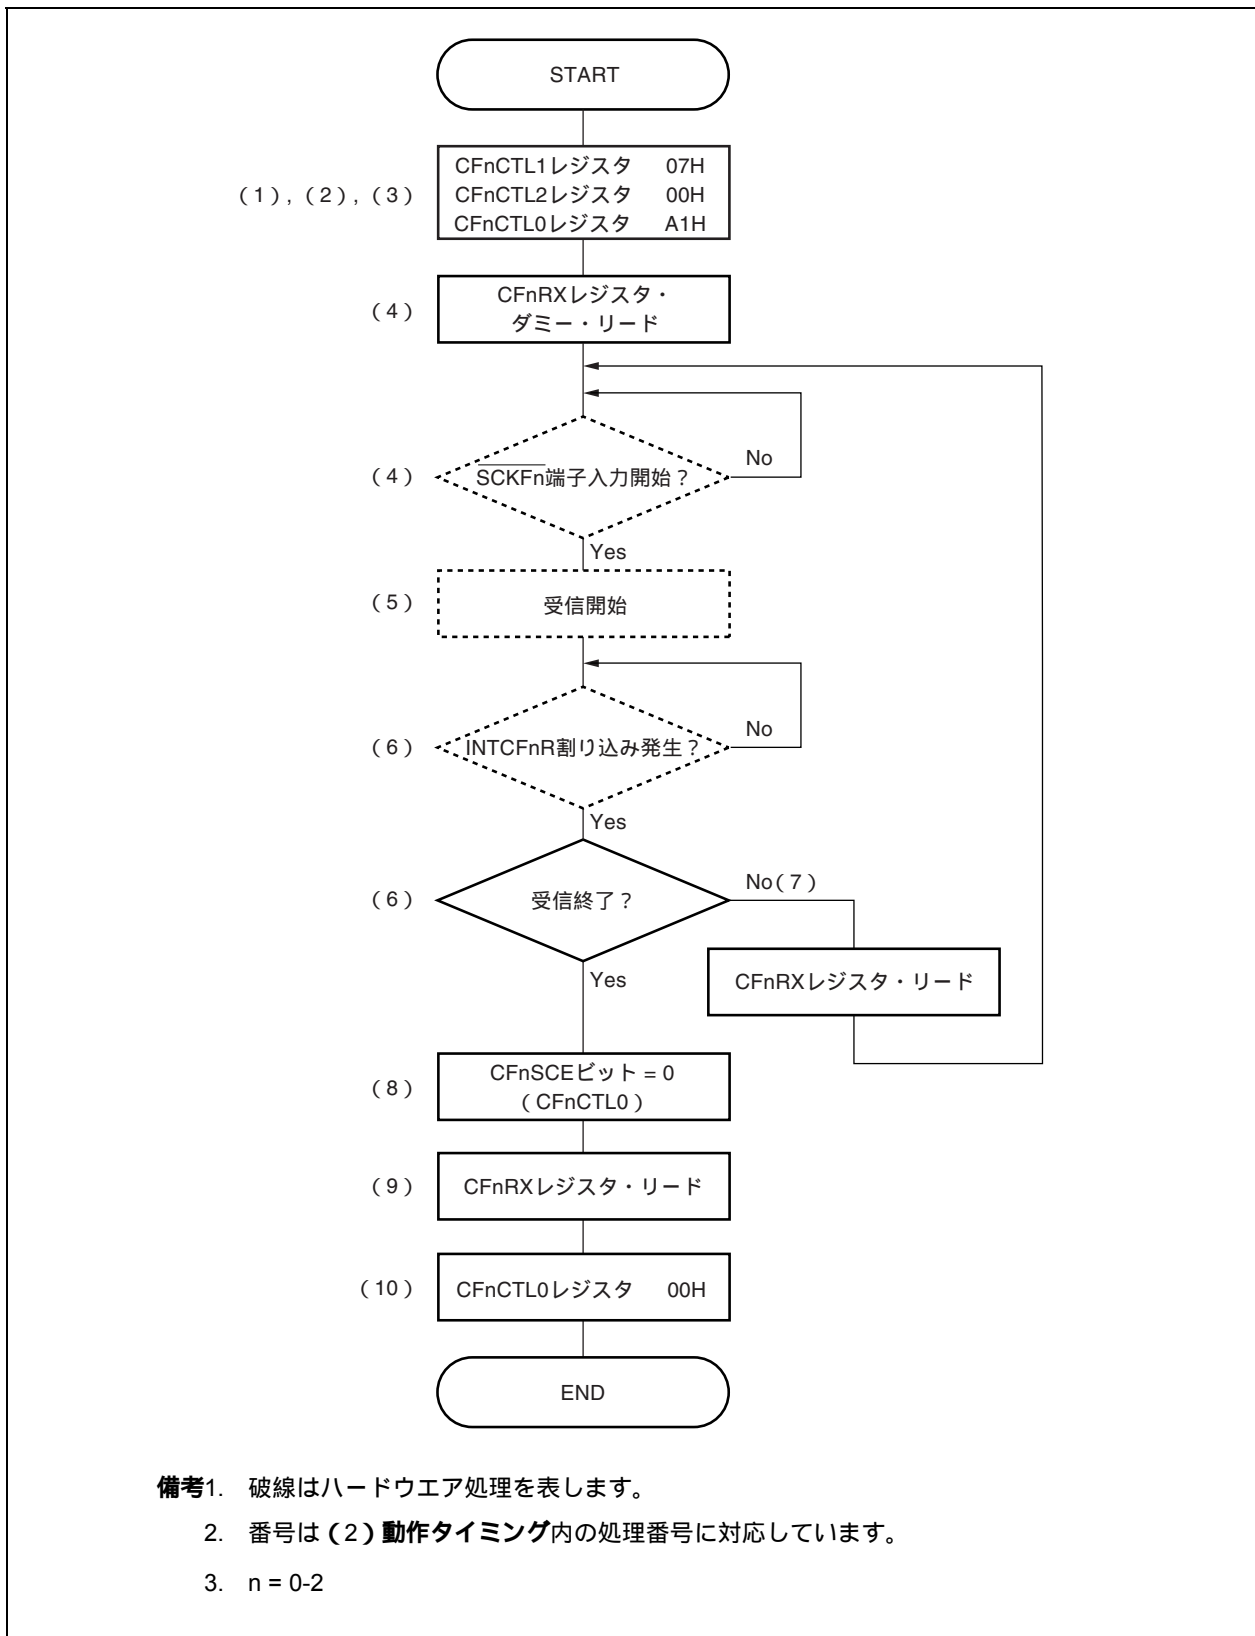 START
(1), (2), (3)
CFnCTL1レジスタ 07H
CFnCTL2レジスタ 00H
CFnCTL0レジスタ A1H
(4)
CFnRXレジスタ・
ダミー・リード
(4)
SCKFn端子入力開始？
No
Yes
(5)
受信開始
(6)
INTCFnR割り込み発生？
No
Yes
(6)
受信終了？
No(7)
Yes
CFnRXレジスタ・リード
(8)
CFnSCEビット = 0
(CFnCTL0)
(9)
CFnRXレジスタ・リード
(10)
CFnCTL0レジスタ 00H
END
備考1. 破線はハードウエア処理を表します。
2. 番号は(2)動作タイミング内の処理番号に対応しています。
3. n = 0-2